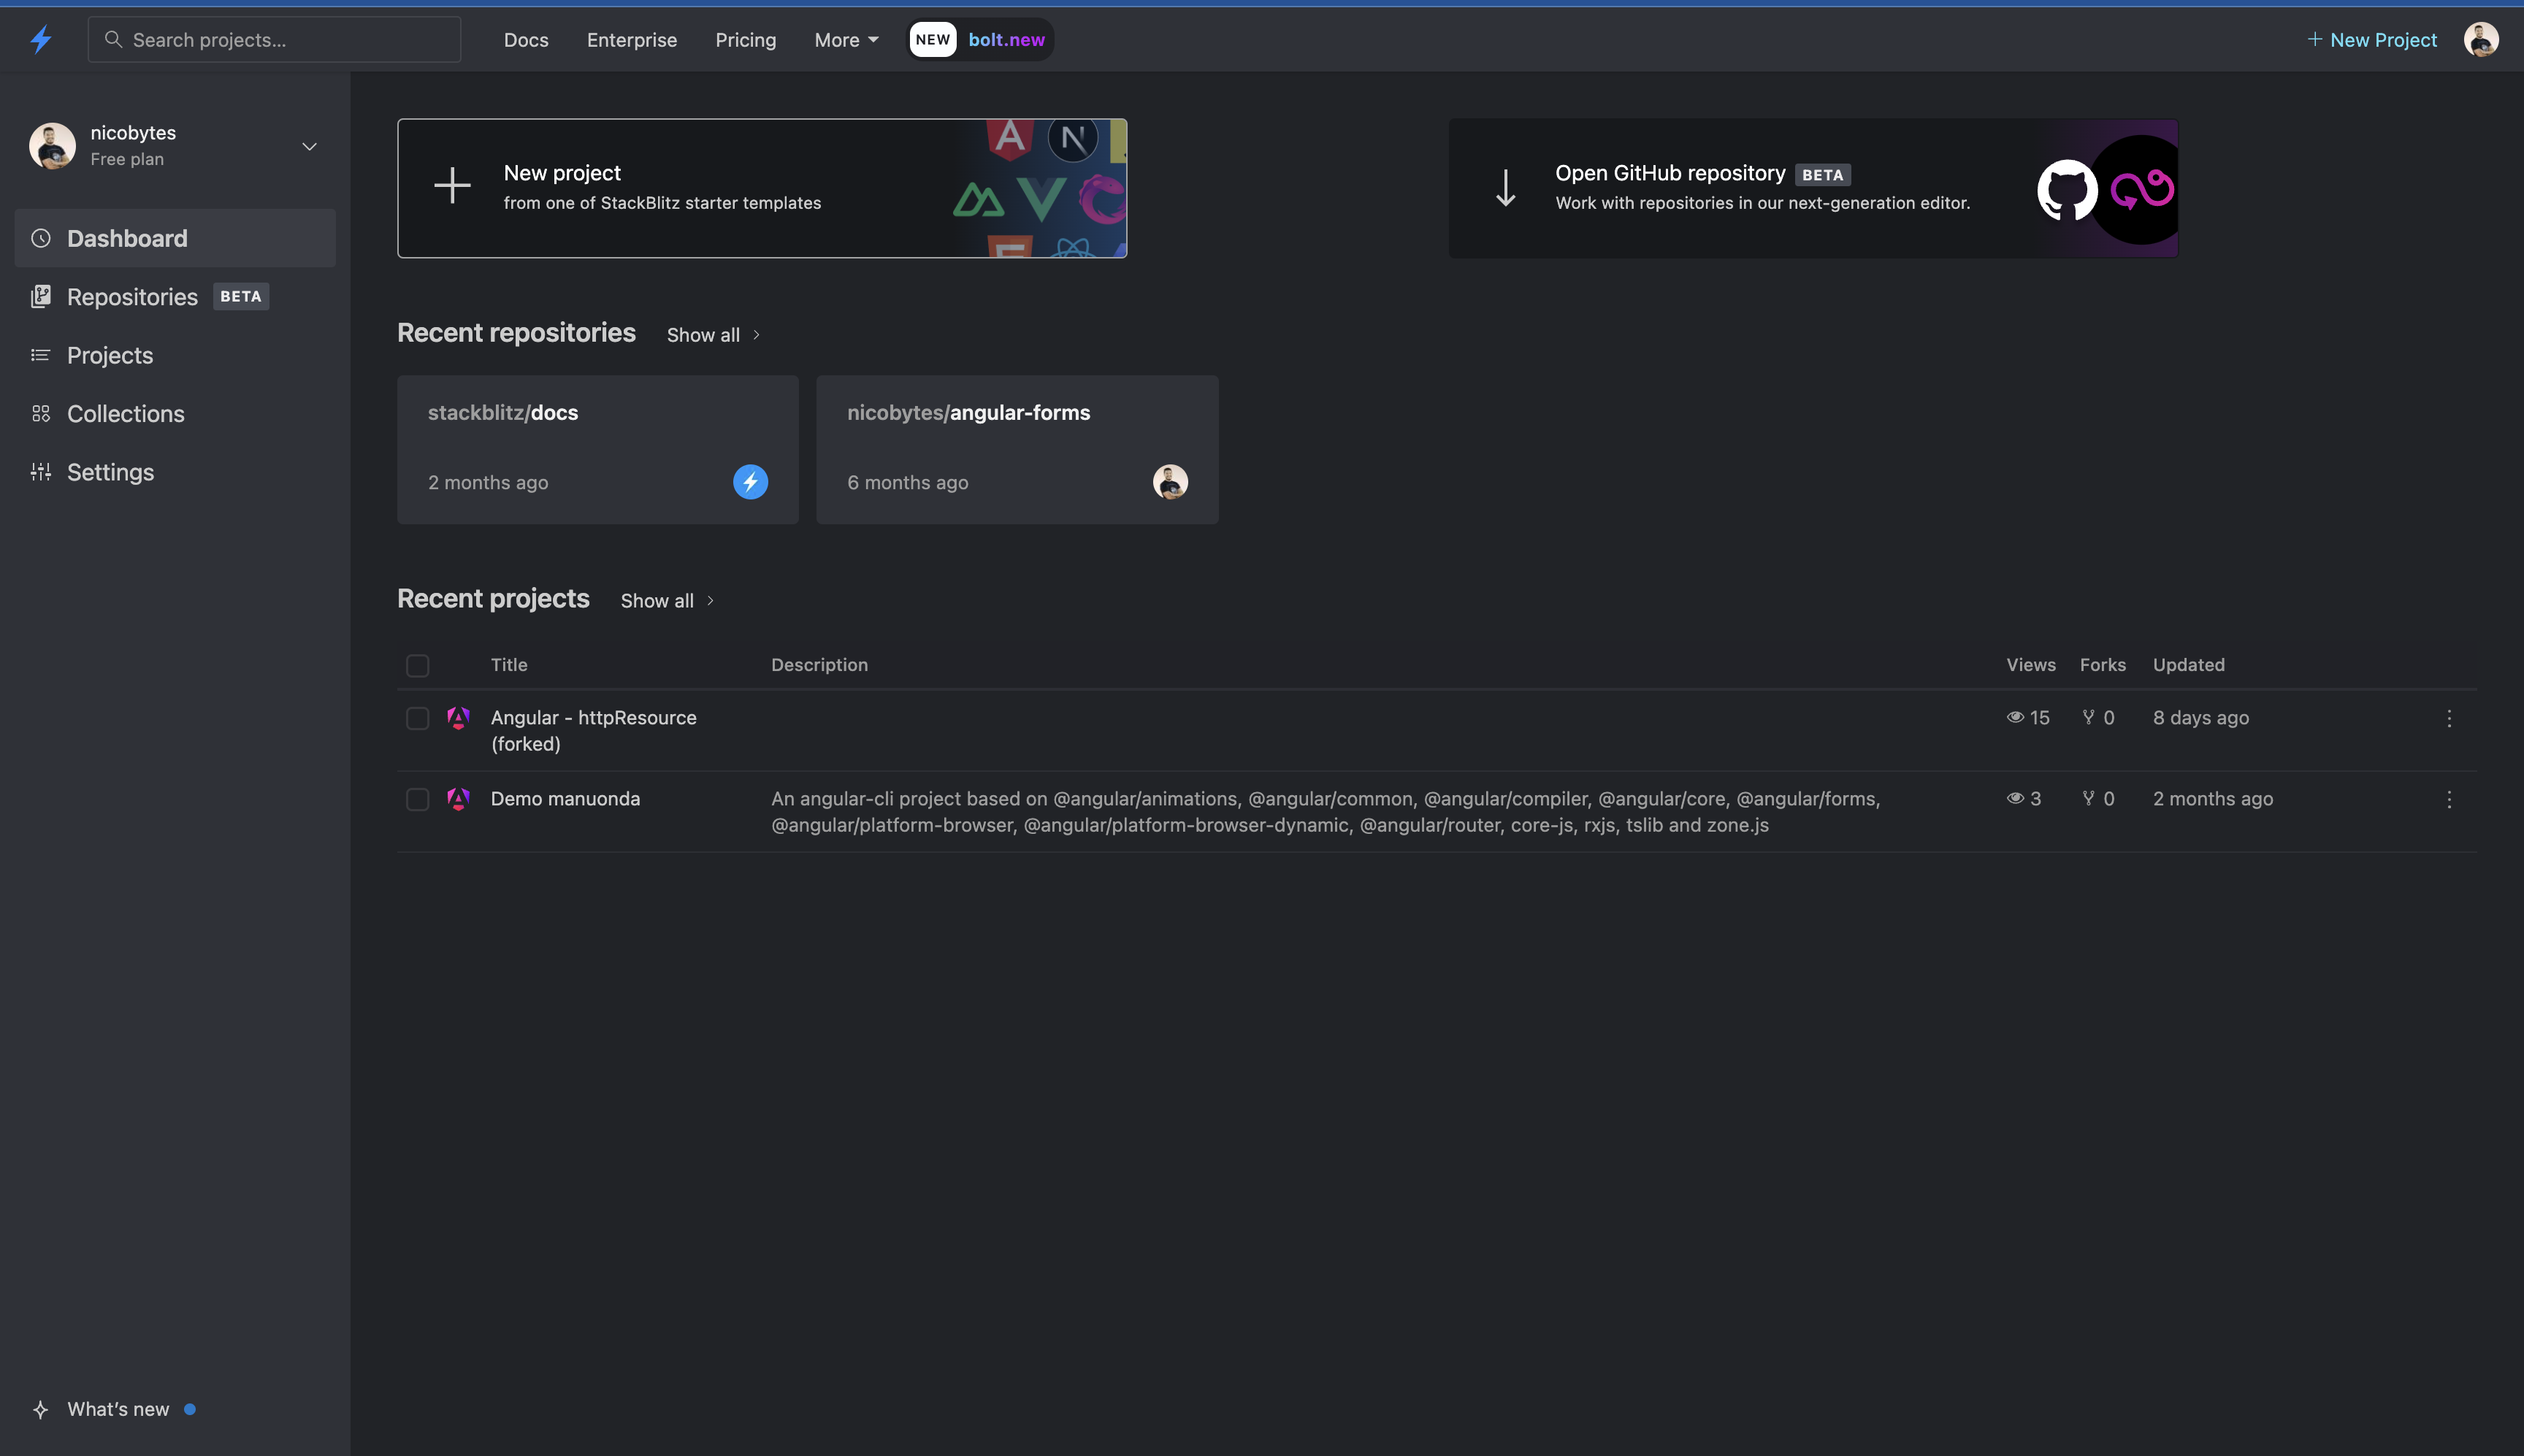 Search projects...
Docs
Enterprise
Pricing
More
NEW
bolt.new
New Project
nicobytes
Free plan
Dashboard
Repositories BETA
Projects
Collections
Settings
What's new
New project
from one of StackBlitz starter templates
Open GitHub repository BETA
Work with repositories in our next-generation editor.
Recent repositories
Show all
stackblitz/docs
2 months ago
nicobytes/angular-forms
6 months ago
Recent projects
Show all
Title
Description
Views
Forks
Updated
Angular - httpResource
(forked)
15
0
8 days ago
Demo manuonda
An angular-cli project based on @angular/animations, @angular/common, @angular/compiler, @angular/core, @angular/forms,
@angular/platform-browser, @angular/platform-browser-dynamic, @angular/router, core-js, rxjs, tslib and zone.js
3
0
2 months ago